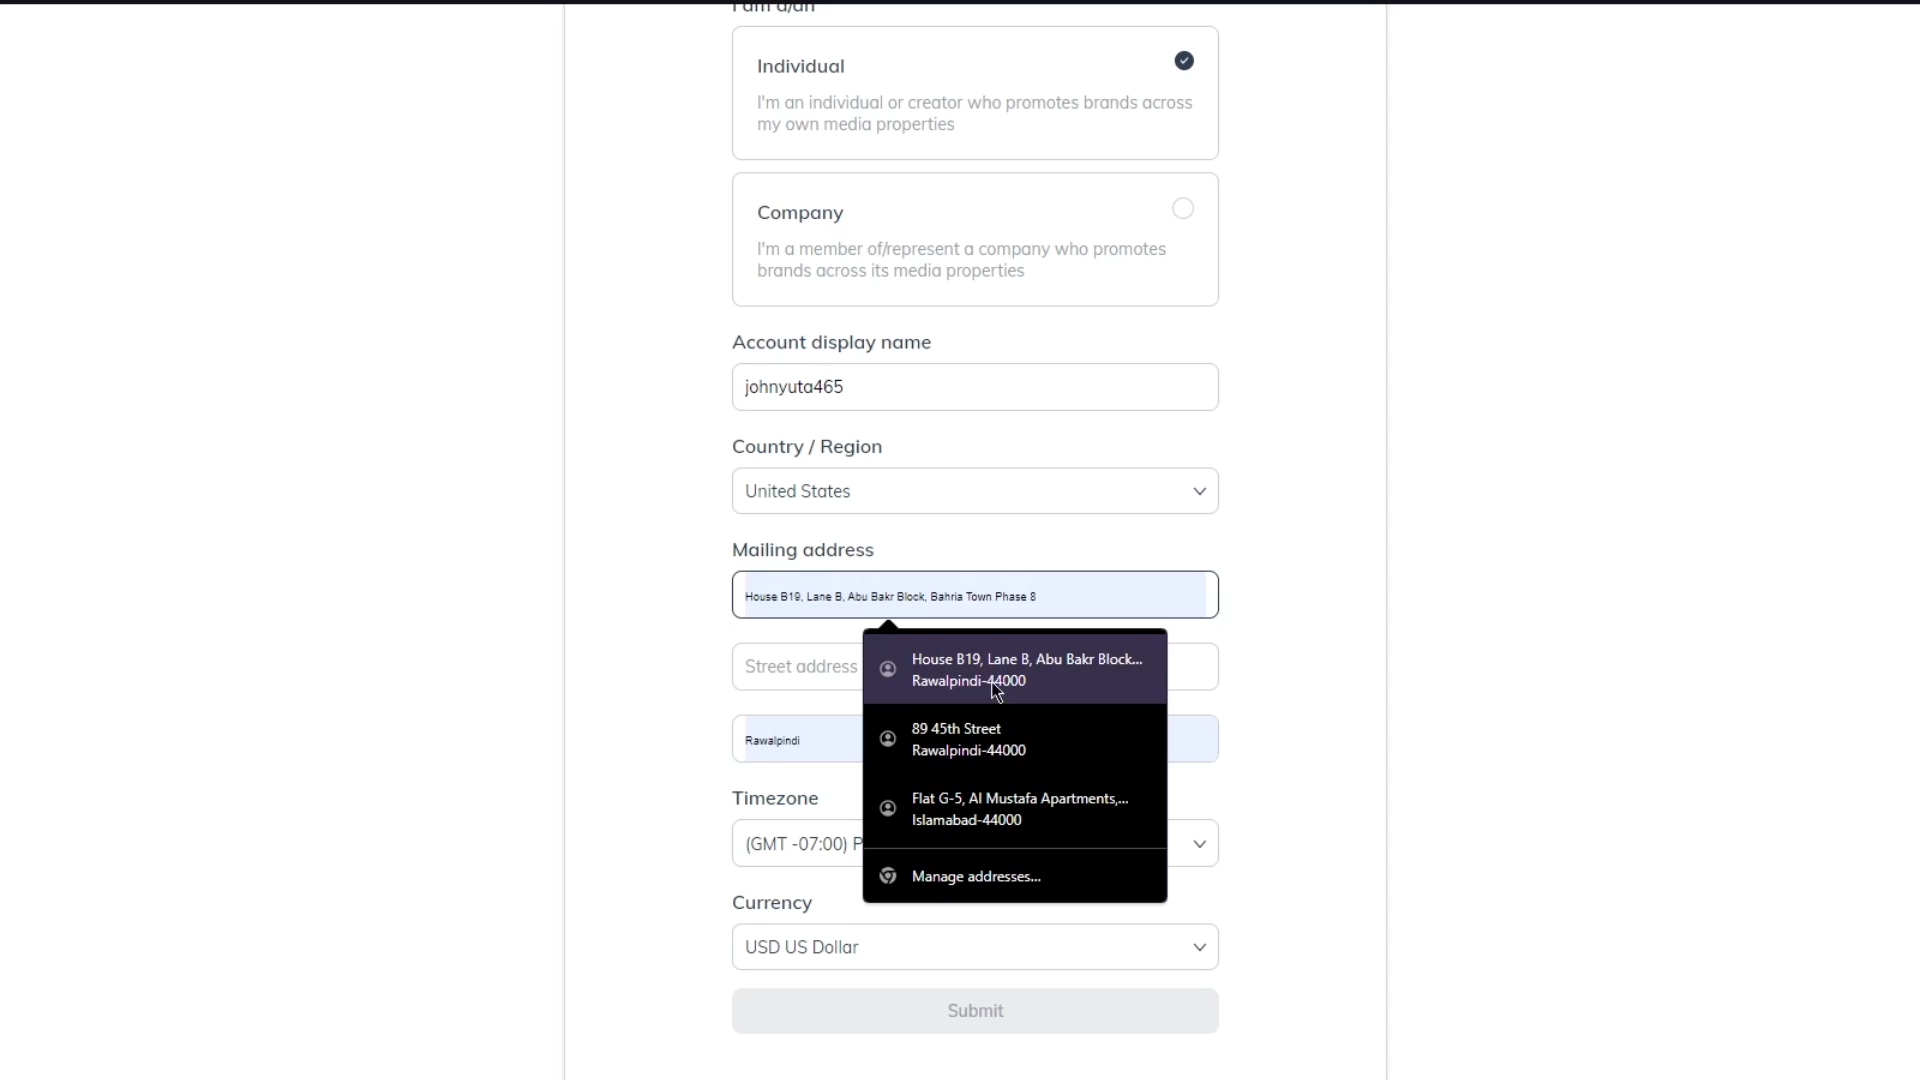 I am a/an
Individual
I'm an individual or creator who promotes brands across
my own media properties
Company
I'm a member of/represent a company who promotes
brands across its media properties
Account display name
johnyuta465
Country / Region
United States
Mailing address
House B19, Lane B, Abu Bakr Block, Bahria Town Phase 8
Street address
House B19, Lane B, Abu Bakr Block...
Rawalpindi-44000
89 45th Street
Rawalpindi-44000
Flat G-5, Al Mustafa Apartments,...
Islamabad-44000
Manage addresses...
Rawalpindi
Timezone
(GMT -07:00) P
Currency
USD US Dollar
Submit